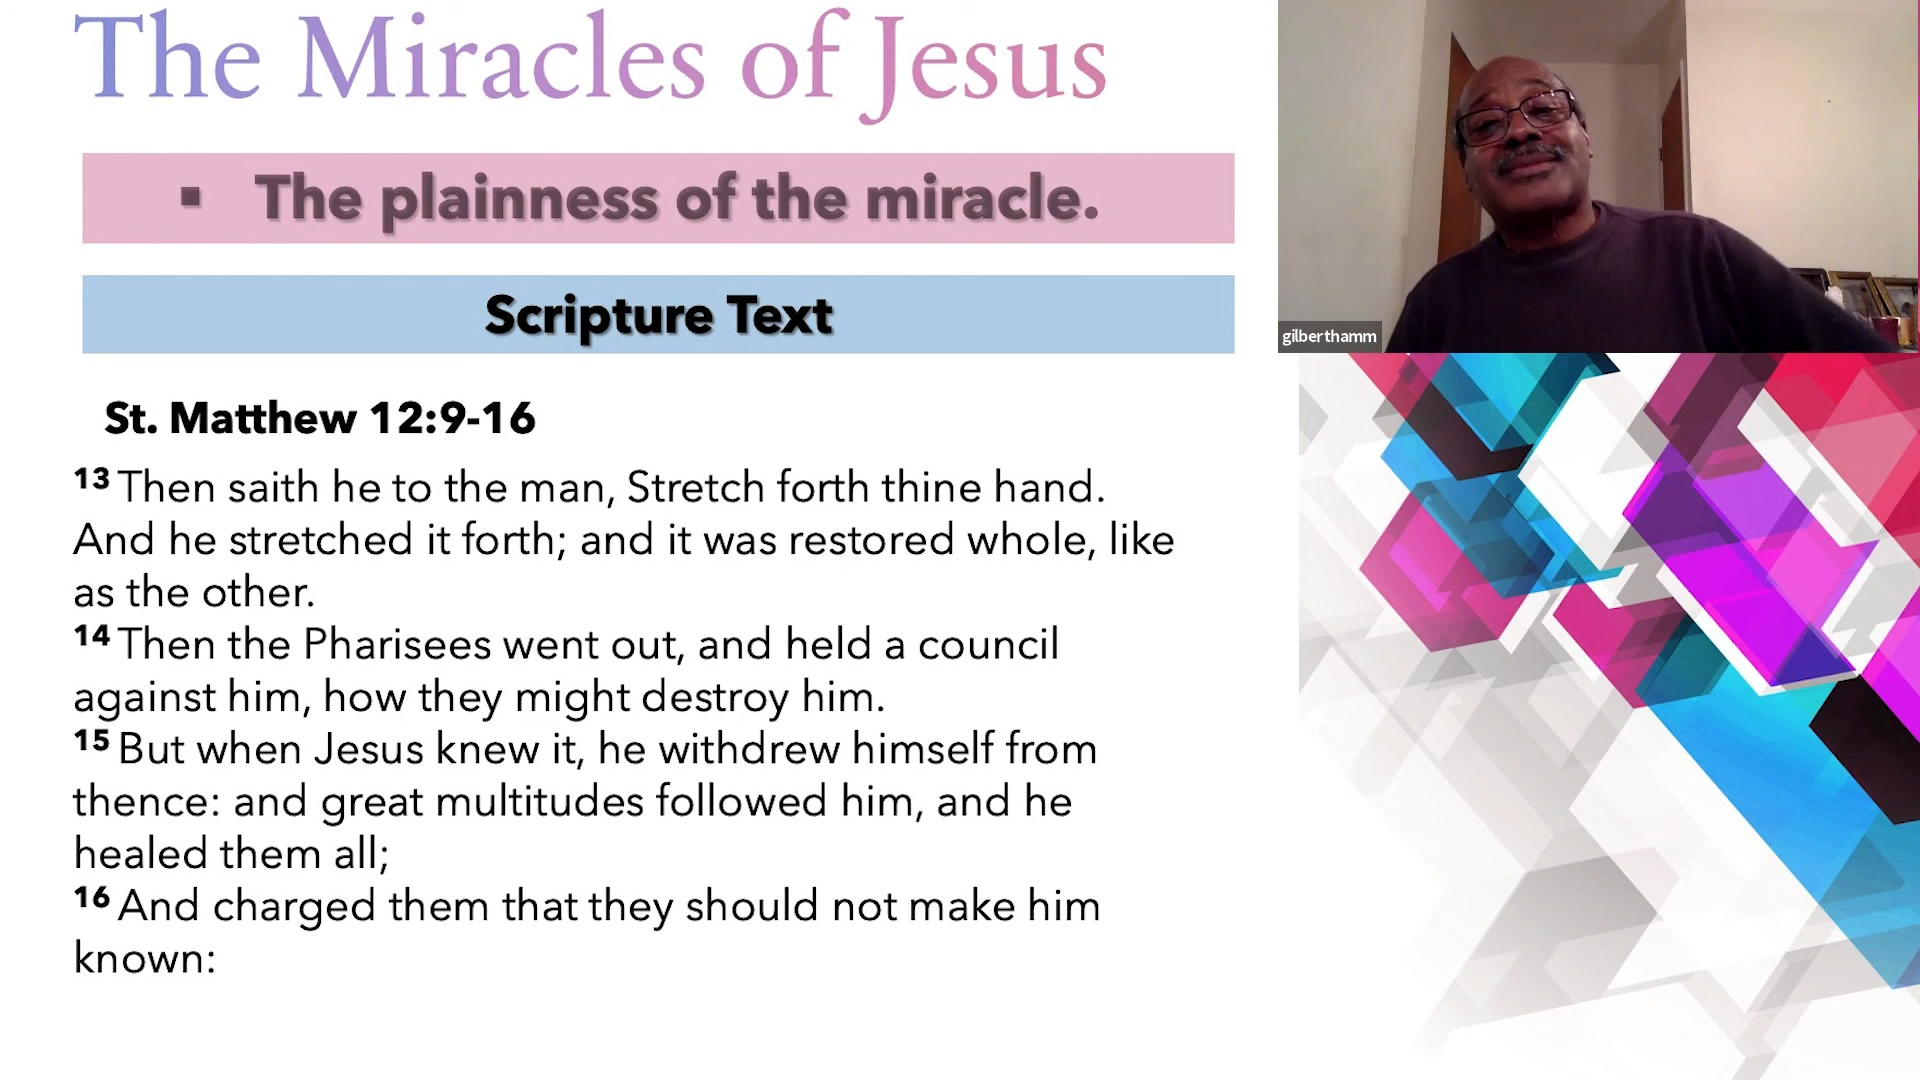 The Miracles of Jesus
▪ The plainness of the miracle.
Scripture Text
St. Matthew 12:9-16
13 Then saith he to the man, Stretch forth thine hand.
And he stretched it forth; and it was restored whole, like
as the other.
14 Then the Pharisees went out, and held a council
against him, how they might destroy him.
15 But when Jesus knew it, he withdrew himself from
thence: and great multitudes followed him, and he
healed them all;
16 And charged them that they should not make him
known:
gilberthamm